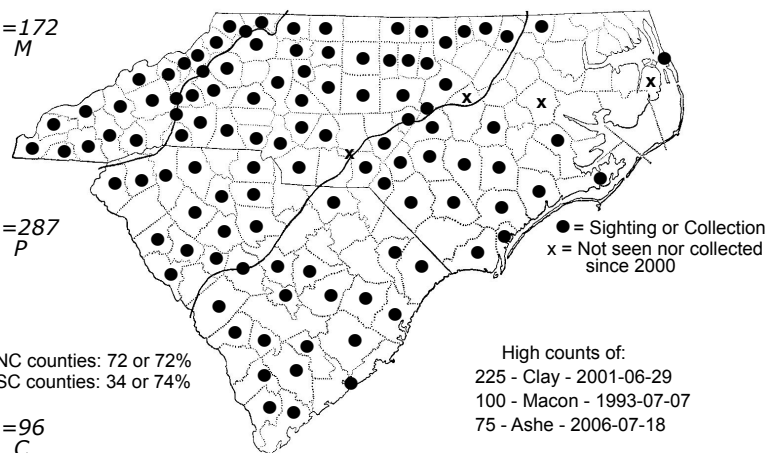 =172
M
=287
P
● = Sighting or Collection
x = Not seen nor collected
since 2000
NC counties: 72 or 72%
SC counties: 34 or 74%
High counts of:
225 - Clay - 2001-06-29
100 - Macon - 1993-07-07
75 - Ashe - 2006-07-18
=96
C
x
x
x
x